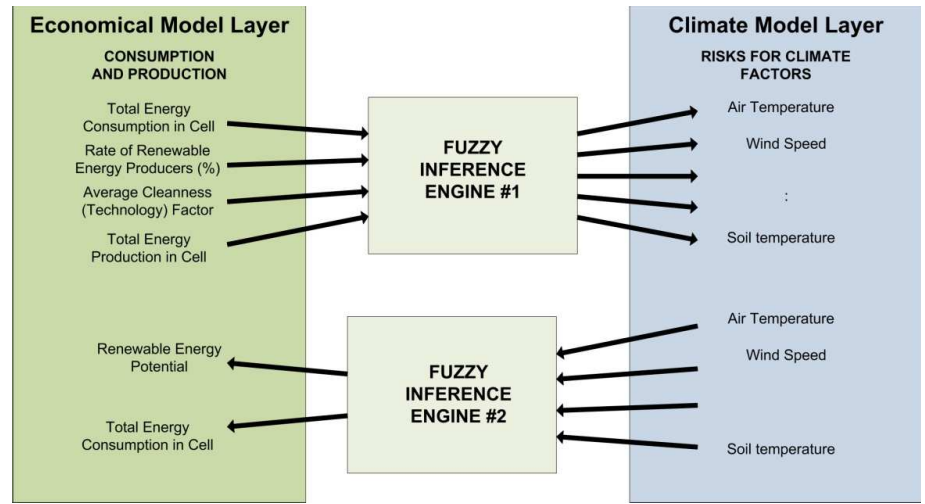 Economical Model Layer
CONSUMPTION
AND PRODUCTION
Total Energy
Consumption in Cell
Rate of Renewable
Energy Producers (%)
Average Cleanness
(Technology) Factor
Total Energy
Production in Cell
FUZZY
INFERENCE
ENGINE #1
Climate Model Layer
RISKS FOR CLIMATE
FACTORS
Air Temperature
Wind Speed
:
Soil temperature
Renewable Energy
Potential
Total Energy
Consumption in Cell
FUZZY
INFERENCE
ENGINE #2
Air Temperature
Wind Speed
Soil temperature